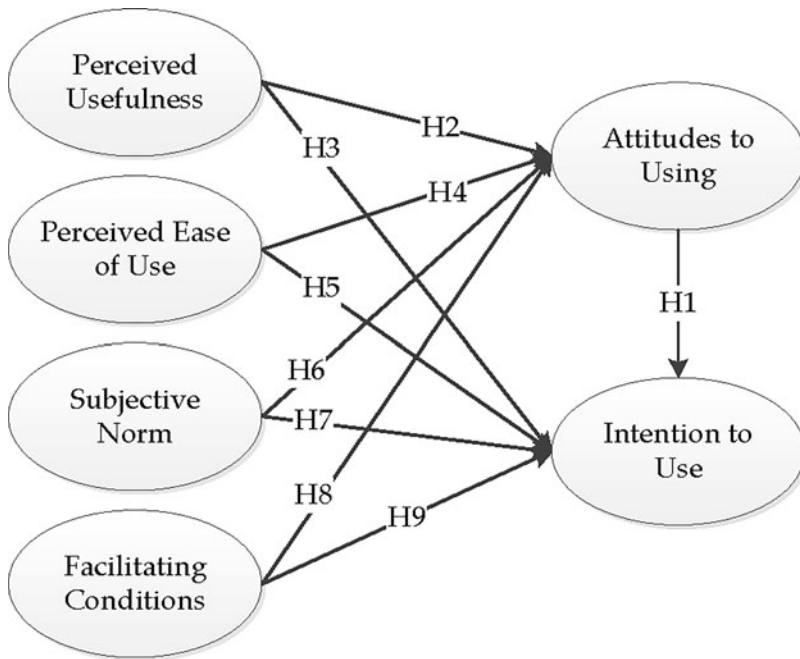 Perceived
Usefulness
H2
H3
Attitudes to
Using
H4
Perceived Ease
of Use
H5
H1
H6
Subjective
Norm
H7
Intention to
Use
H8
H9
Facilitating
Conditions